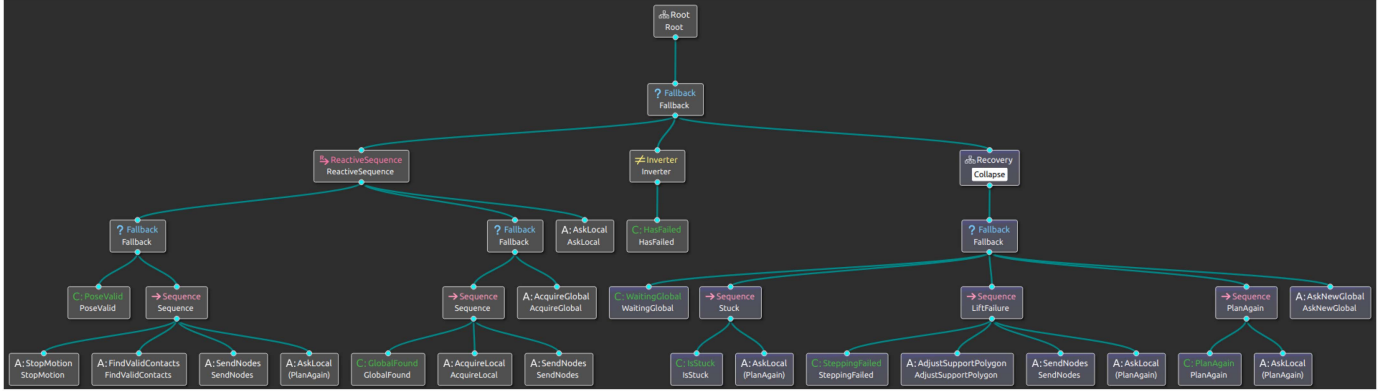 Root
Root
? Fallback
Fallback
ReactiveSequence
ReactiveSequence
Inverter
Inverter
Recovery
Collapse
? Fallback
Fallback
? Fallback
Fallback
A: AskLocal
AskLocal
C: HasFailed
HasFailed
? Fallback
Fallback
C: PoseValid
PoseValid
→ Sequence
Sequence
→ Sequence
Sequence
A: AcquireGlobal
AcquireGlobal
C: WaitingGlobal
WaitingGlobal
→ Sequence
Stuck
→ Sequence
LiftFailure
→ Sequence
PlanAgain
A: AskNewGlobal
AskNewGlobal
A: StopMotion
StopMotion
A: FindValidContacts
FindValidContacts
A: SendNodes
SendNodes
A: AskLocal
(PlanAgain)
C: GlobalFound
GlobalFound
A: AcquireLocal
AcquireLocal
A: SendNodes
SendNodes
C: IsStuck
IsStuck
A: AskLocal
(PlanAgain)
C: SteppingFailed
SteppingFailed
A: AdjustSupportPolygon
AdjustSupportPolygon
A: SendNodes
SendNodes
A: AskLocal
(PlanAgain)
C: PlanAgain
PlanAgain
A: AskLocal
(PlanAgain)